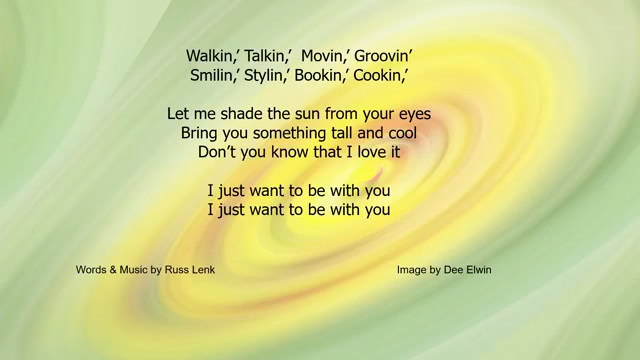 Walkin,’ Talkin,’ Movin,’ Groovin’
Smilin,’ Stylin,’ Bookin,’ Cookin,’
Let me shade the sun from your eyes
Bring you something tall and cool
Don’t you know that I love it
I just want to be with you
I just want to be with you
Words & Music by Russ Lenk
Image by Dee Elwin